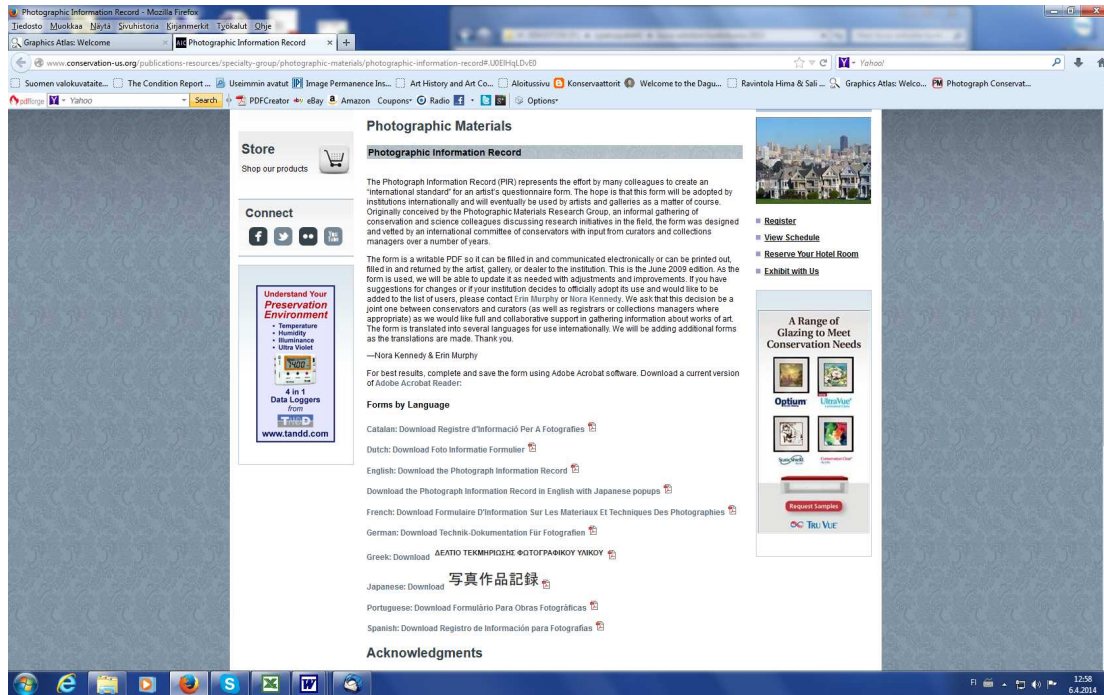 Photographic Information Record - Mozilla Firefox
Tiedosto Muokkaa Näytä Sivuhistoria Kirjanmerkit Työkalut Ohje
Graphics Atlas: Welcome
AIC Photographic Information Record
www.conservation-us.org/publications-resources/specialty-group/photographic-materials/photographic-information-record#.U0EIHqLDvE0
Yahoo!
Suomen valokuvataite... The Condition Report ... Useimmin avatut Image Permanence Ins... Art History and Art Co... Aloitussivu Konservaattorit Welcome to the Dagu... Ravintola Hima & Sali ... Graphics Atlas: Welco... PM Photograph Conservat...
pdfforge Yahoo Search PDFCreator eBay Amazon Coupons Radio Options
Store
Shop our products
Connect
Understand Your
Preservation
Environment
• Temperature
• Humidity
• Illuminance
• Ultra Violet
4 in 1
Data Loggers
from
T&D
www.tandd.com
Photographic Materials
Photographic Information Record
The Photograph Information Record (PIR) represents the effort by many colleagues to create an
"international standard" for an artist's questionnaire form. The hope is that this form will be adopted by
institutions internationally and will eventually be used by artists and galleries as a matter of course.
Originally conceived by the Photographic Materials Research Group, an informal gathering of
conservation and science colleagues discussing research initiatives in the field, the form was designed
and vetted by an international committee of conservators with input from curators and collections
managers over a number of years.
The form is a writable PDF so it can be filled in and communicated electronically or can be printed out,
filled in and returned by the artist, gallery, or dealer to the institution. This is the June 2009 edition. As the
form is used, we will be able to update it as needed with adjustments and improvements. If you have
suggestions for changes or if your institution decides to officially adopt its use and would like to be
added to the list of users, please contact Erin Murphy or Nora Kennedy. We ask that this decision be a
joint one between conservators and curators (as well as registrars or collections managers where
appropriate) as we would like full and collaborative support in gathering information about works of art.
The form is translated into several languages for use internationally. We will be adding additional forms
as the translations are made. Thank you.
—Nora Kennedy & Erin Murphy
For best results, complete and save the form using Adobe Acrobat software. Download a current version
of Adobe Acrobat Reader:
Forms by Language
Catalan: Download Registre d'Informació Per A Fotografies
Dutch: Download Foto Informatie Formulier
English: Download the Photograph Information Record
Download the Photograph Information Record in English with Japanese popups
French: Download Formulaire D'Information Sur Les Materiaux Et Techniques Des Photographies
German: Download Technik-Dokumentation Für Fotografien
Greek: Download ΔΕΛΤΙΟ ΤΕΚΜΗΡΙΩΣΗΣ ΦΩΤΟΓΡΑΦΙΚΟΥ ΥΛΙΚΟΥ
Japanese: Download 写真作品記録
Portuguese: Download Formulário Para Obras Fotográficas
Spanish: Download Registro de Información para Fotografías
Acknowledgments
Register
View Schedule
Reserve Your Hotel Room
Exhibit with Us
A Range of
Glazing to Meet
Conservation Needs
Optium
UltraVue
Request Samples
TRU VUE
FI
12:58
6.4.2014